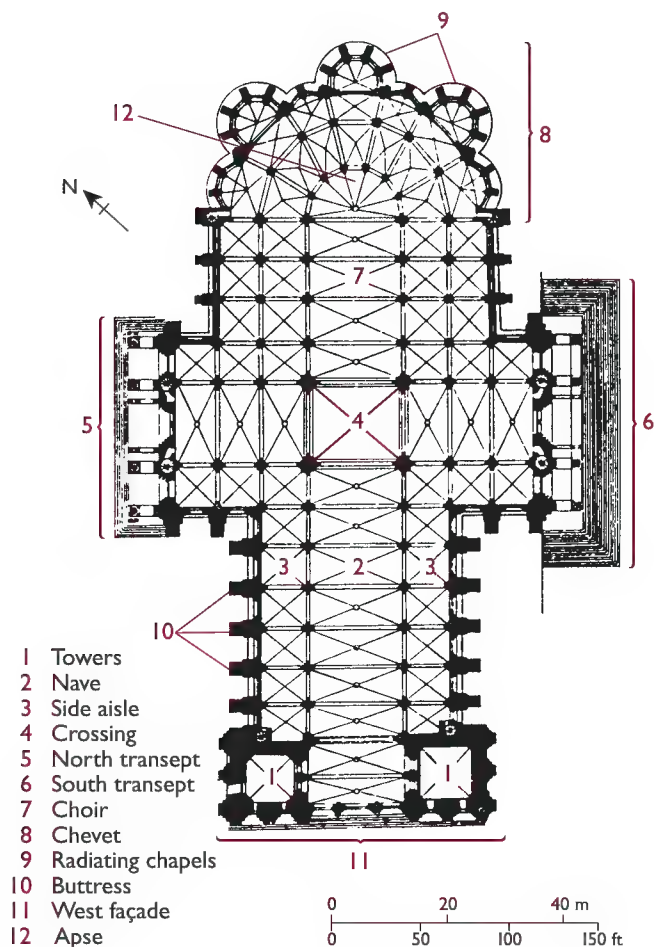 9
12
8
N
7
5
4
6
3 2 3
10
1 1
11
1 Towers
2 Nave
3 Side aisle
4 Crossing
5 North transept
6 South transept
7 Choir
8 Chevet
9 Radiating chapels
10 Buttress
11 West façade
12 Apse
0 20 40 m
0 50 100 150 ft